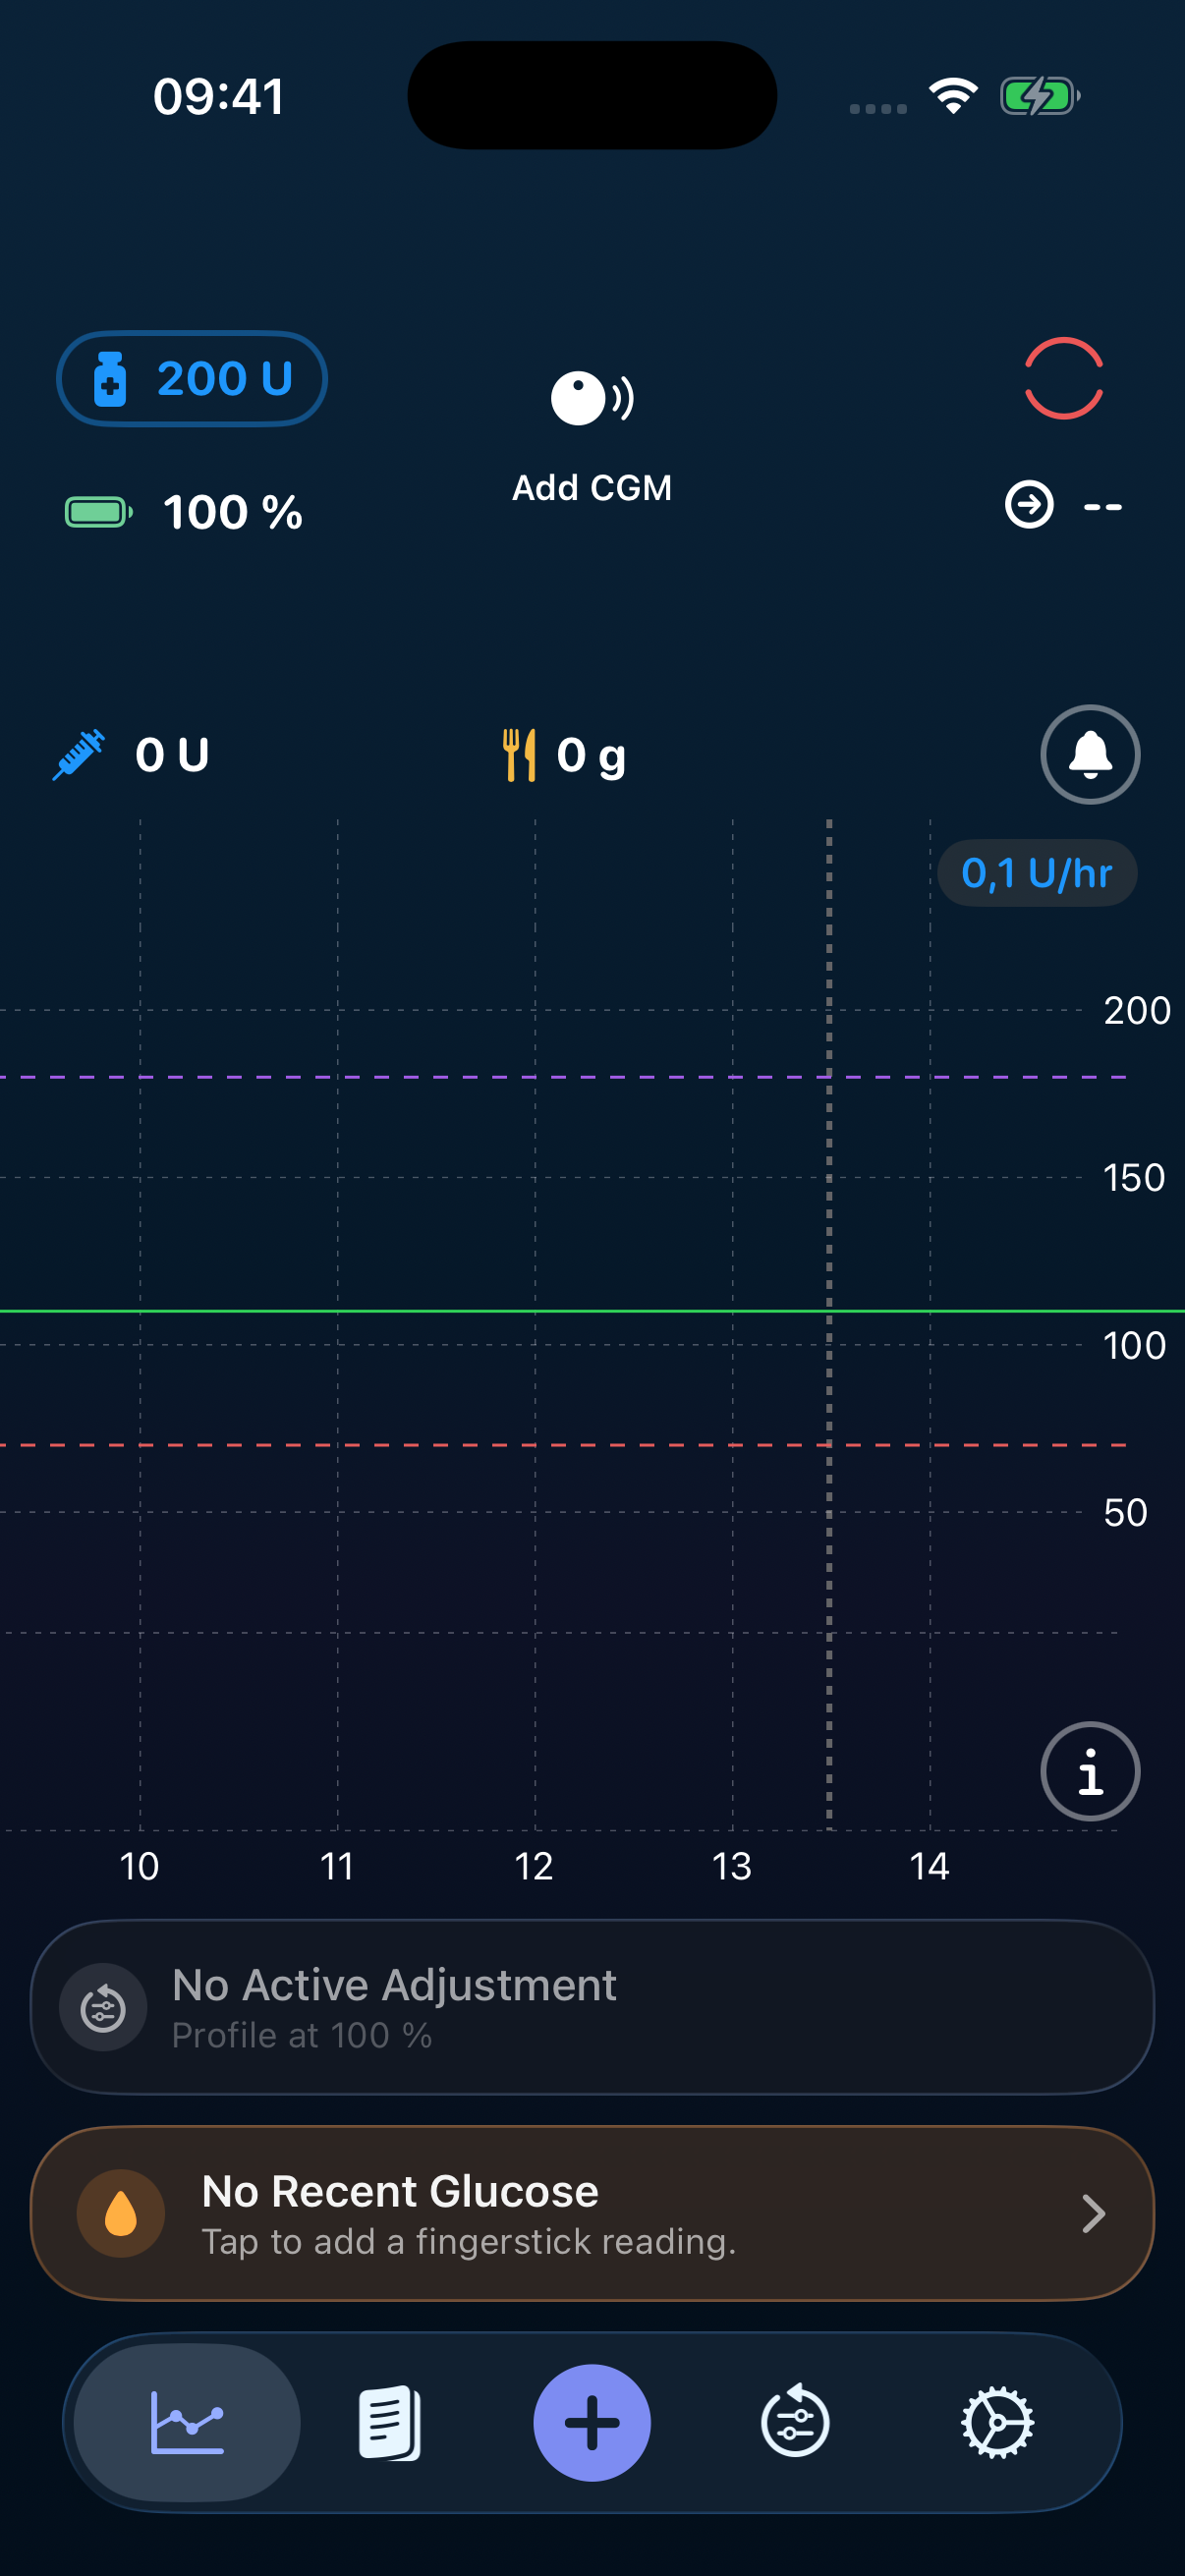 09:41
200 U
Add CGM
100 %
--
0 U
0 g
0,1 U/hr
200
150
100
50
10 11 12 13 14
No Active Adjustment
Profile at 100 %
No Recent Glucose
Tap to add a fingerstick reading.